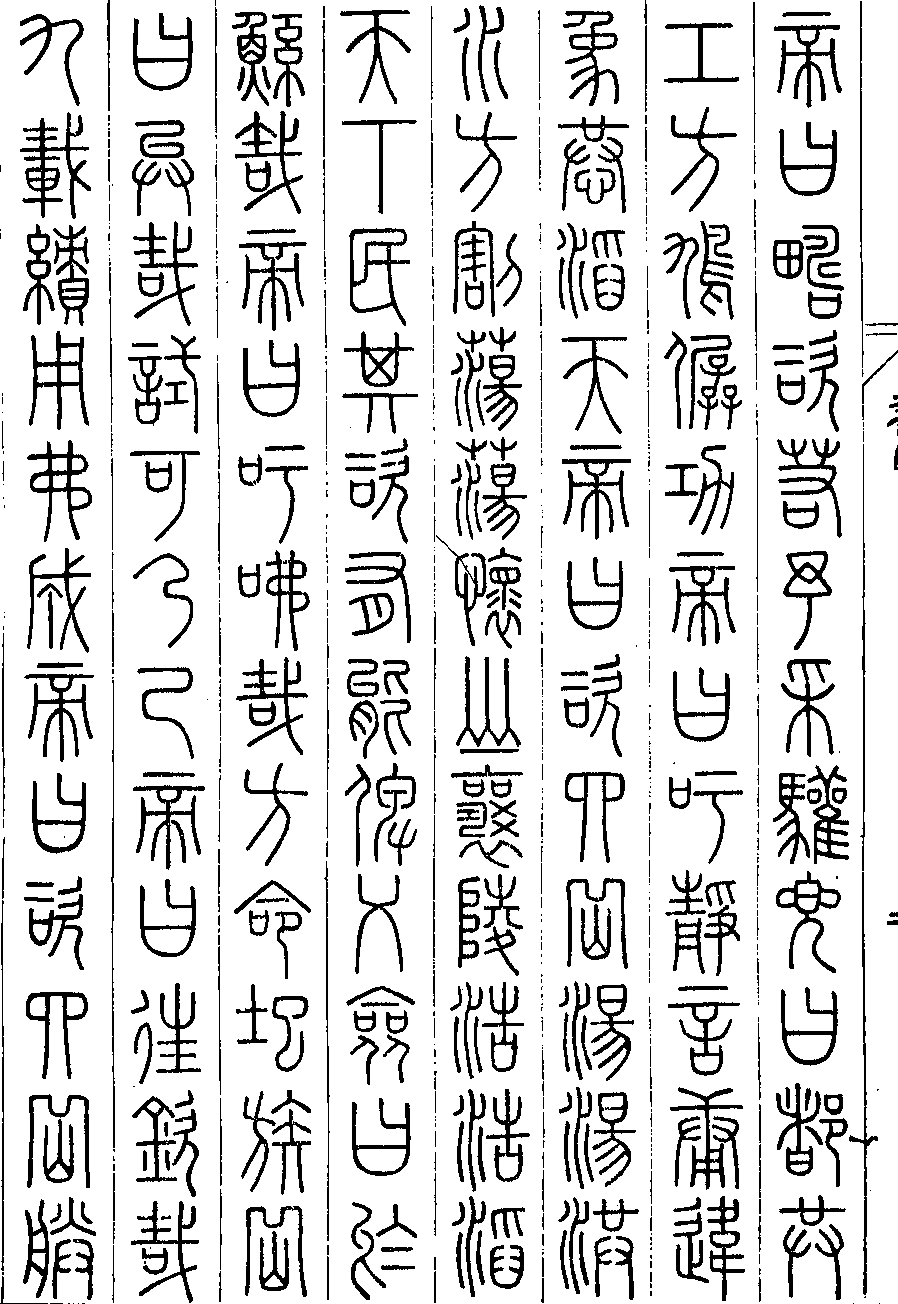 帝曰疇咨若予采驩兜曰都共
工方鳩僝功帝曰吁靜言庸違
象恭滔天帝曰咨四岳湯湯洪
水方割蕩蕩懷山襄陵浩浩滔
天下民其咨有能俾乂僉曰於
鯀哉帝曰吁咈哉方命圮族岳
曰异哉試可乃已帝曰往欽哉
九載績用弗成帝曰咨四岳朕